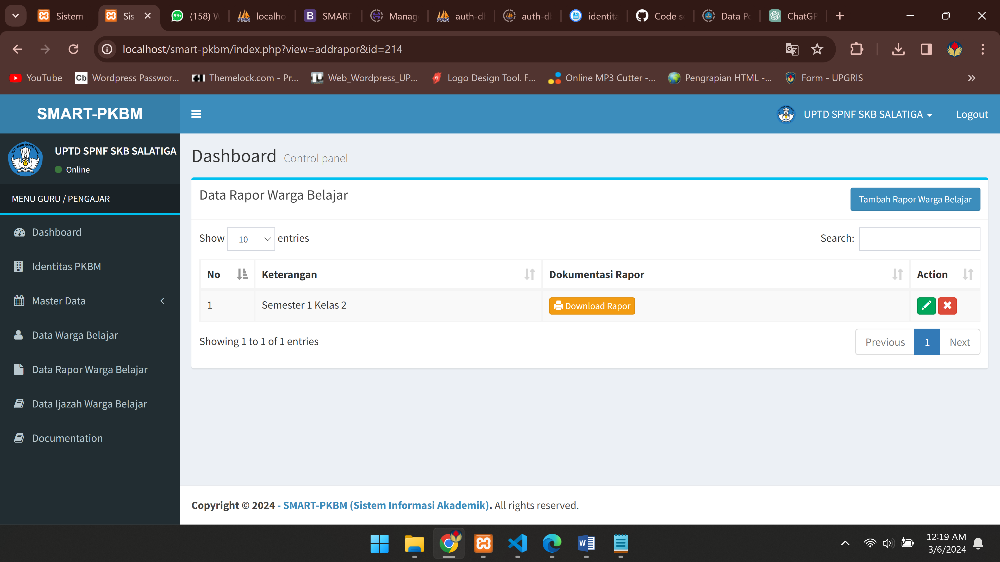 Sistem
Sis
(158) W
localho
SMART
Manag
auth-d
auth-d
identita
Code s
Data Po
ChatGP
localhost/smart-pkbm/index.php?view=addrapor&id=214
YouTube
Cb Wordpress Passwor...
Themelock.com - Pr...
Web_Wordpress_UP...
Logo Design Tool. F...
Online MP3 Cutter -...
Pengrapian HTML -...
Form - UPGRIS
SMART-PKBM
UPTD SPNF SKB SALATIGA
Logout
UPTD SPNF SKB SALATIGA
Online
MENU GURU / PENGAJAR
Dashboard
Identitas PKBM
Master Data
Data Warga Belajar
Data Rapor Warga Belajar
Data Ijazah Warga Belajar
Documentation
Dashboard Control panel
Data Rapor Warga Belajar
Tambah Rapor Warga Belajar
Show 10 entries
Search:
No Keterangan Dokumentasi Rapor Action
1 Semester 1 Kelas 2 Download Rapor
Showing 1 to 1 of 1 entries
Previous 1 Next
Copyright © 2024 - SMART-PKBM (Sistem Informasi Akademik). All rights reserved.
12:19 AM
3/6/2024